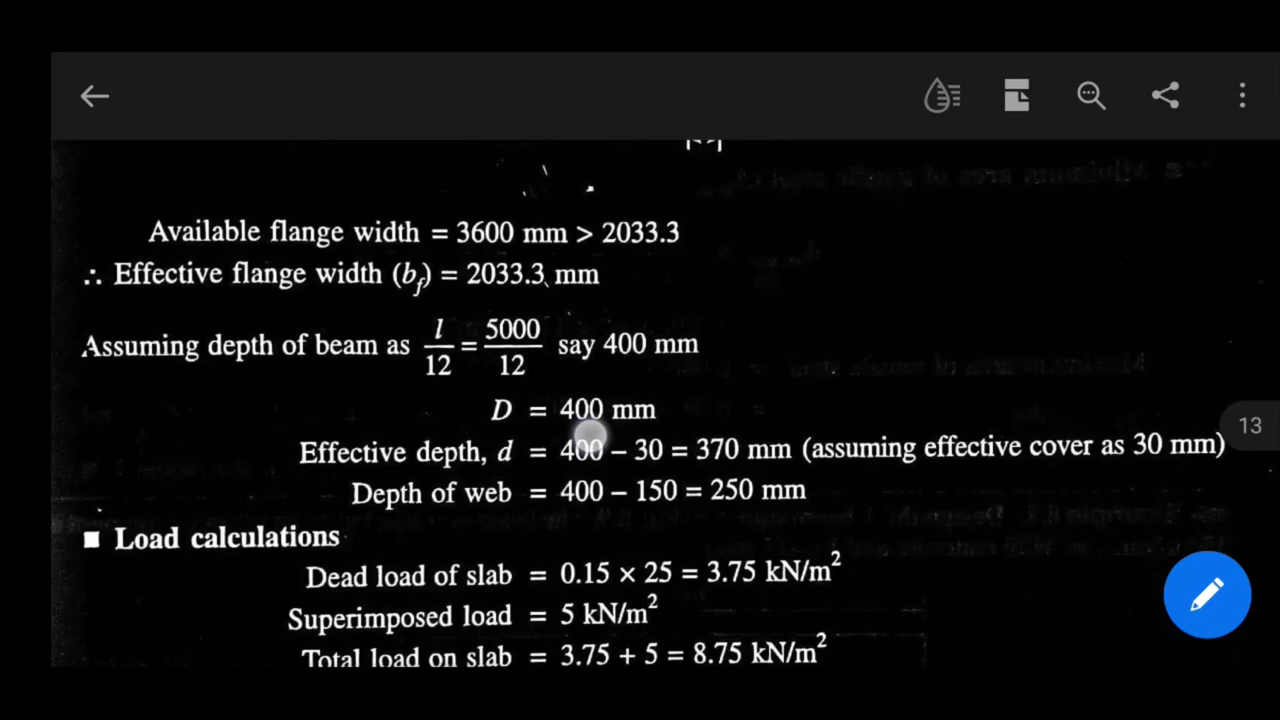 Available flange width = 3600 mm > 2033.3
∴ Effective flange width (b_f) = 2033.3 mm
Assuming depth of beam as l/12 = 5000/12 say 400 mm
D = 400 mm
13
Effective depth, d = 400 – 30 = 370 mm (assuming effective cover as 30 mm)
Depth of web = 400 – 150 = 250 mm
■ Load calculations
Dead load of slab = 0.15 × 25 = 3.75 kN/m²
Superimposed load = 5 kN/m²
Total load on slab = 3.75 + 5 = 8.75 kN/m²